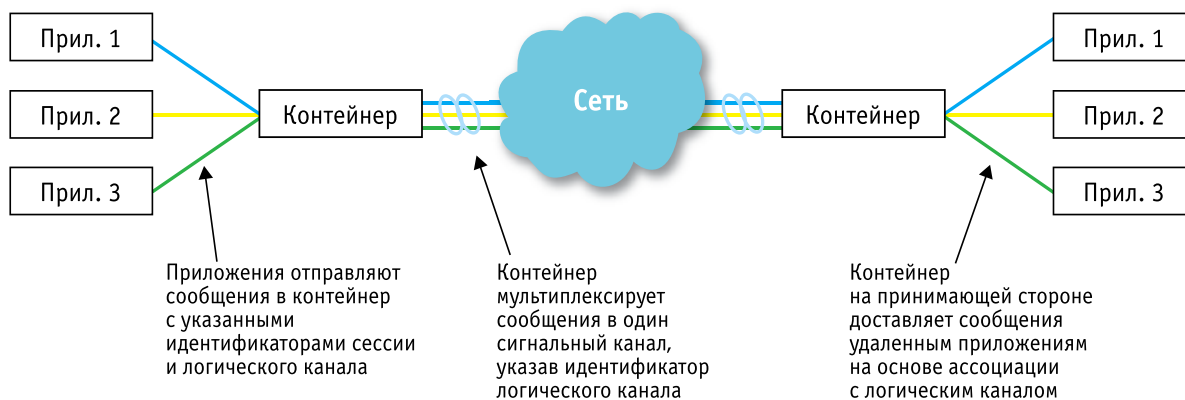 Прил. 1
Прил. 2
Прил. 3
Контейнер
Сеть
Контейнер
Прил. 1
Прил. 2
Прил. 3
Приложения отправляют
сообщения в контейнер
с указанными
идентификаторами сессии
и логического канала
Контейнер
мультиплексирует
сообщения в один
сигнальный канал,
указав идентификатор
логического канала
Контейнер
на принимающей стороне
доставляет сообщения
удаленным приложениям
на основе ассоциации
с логическим каналом